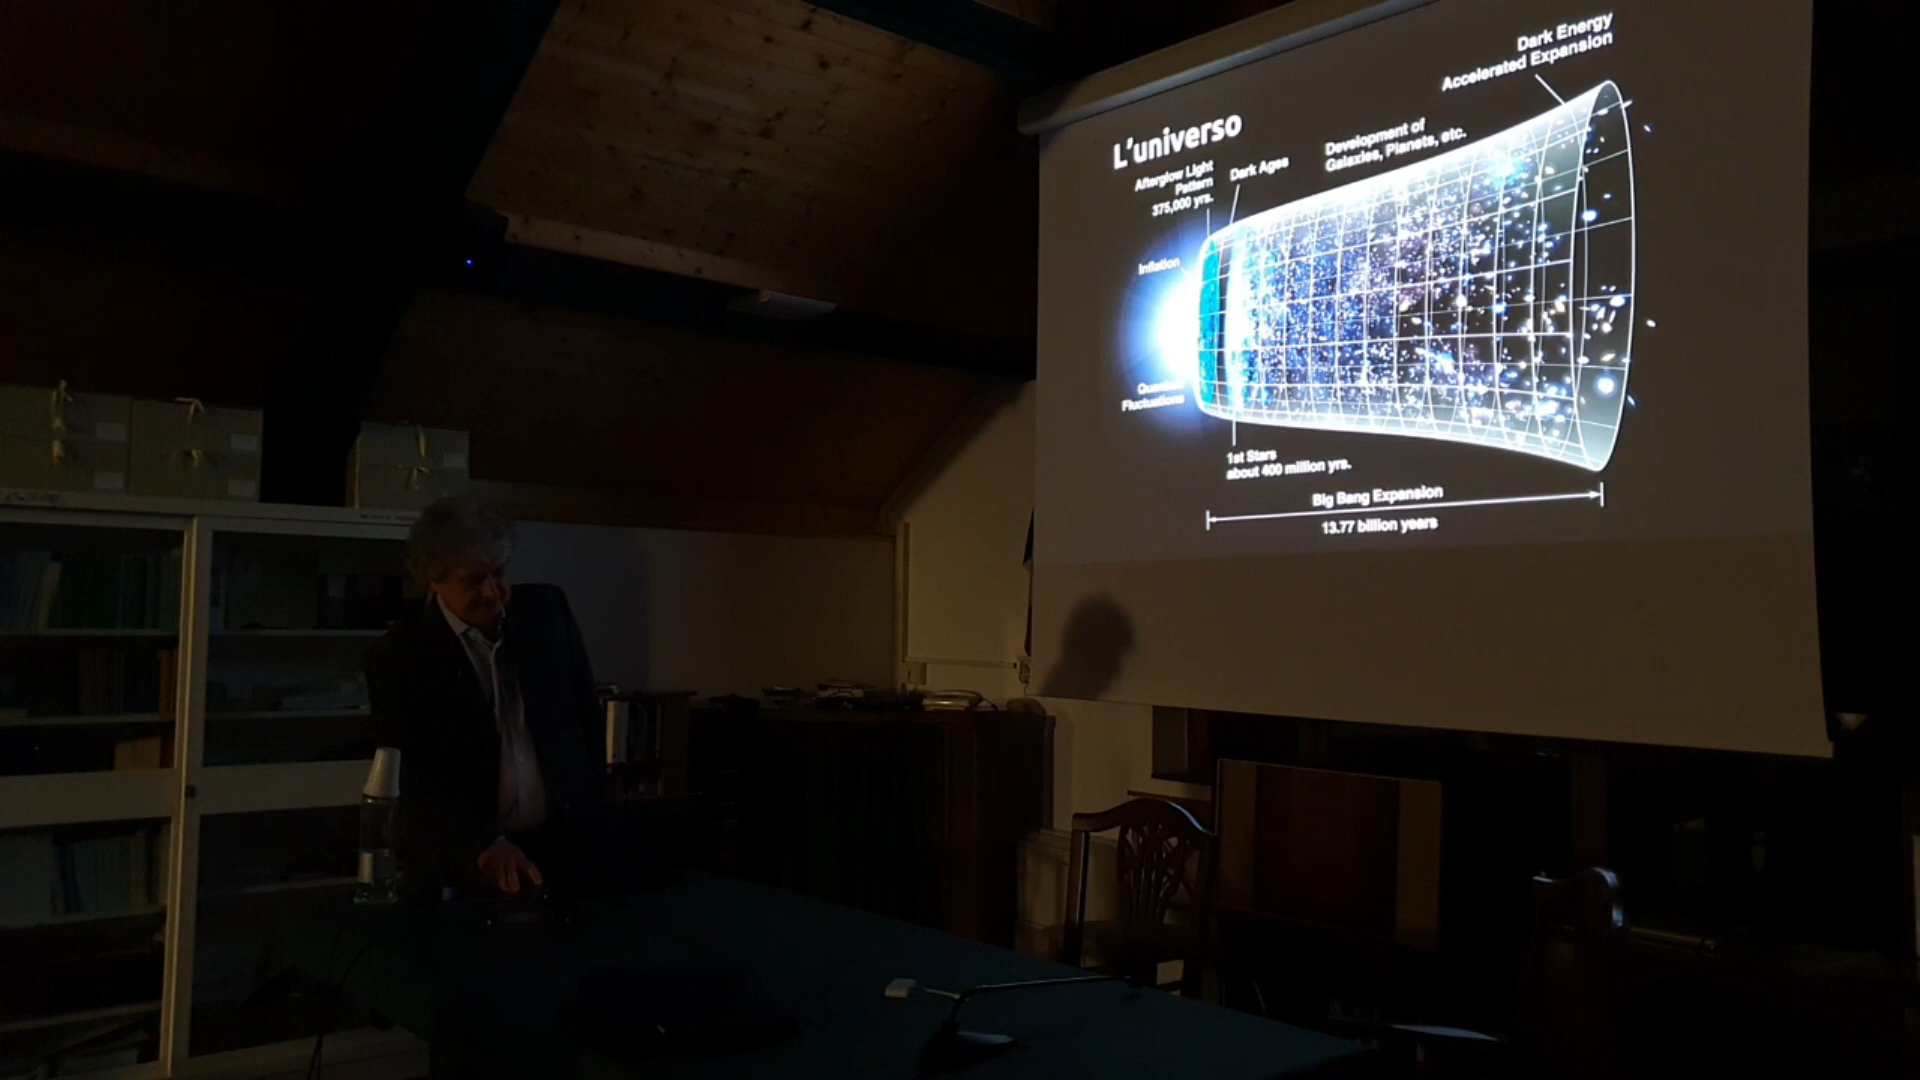 L'universo
Dark Energy
Accelerated Expansion
Afterglow Light
Pattern
375,000 yrs.
Dark Ages
Development of
Galaxies, Planets, etc.
Inflation
Fluctuations
1st Stars
about 400 million yrs.
Big Bang Expansion
13.77 billion years